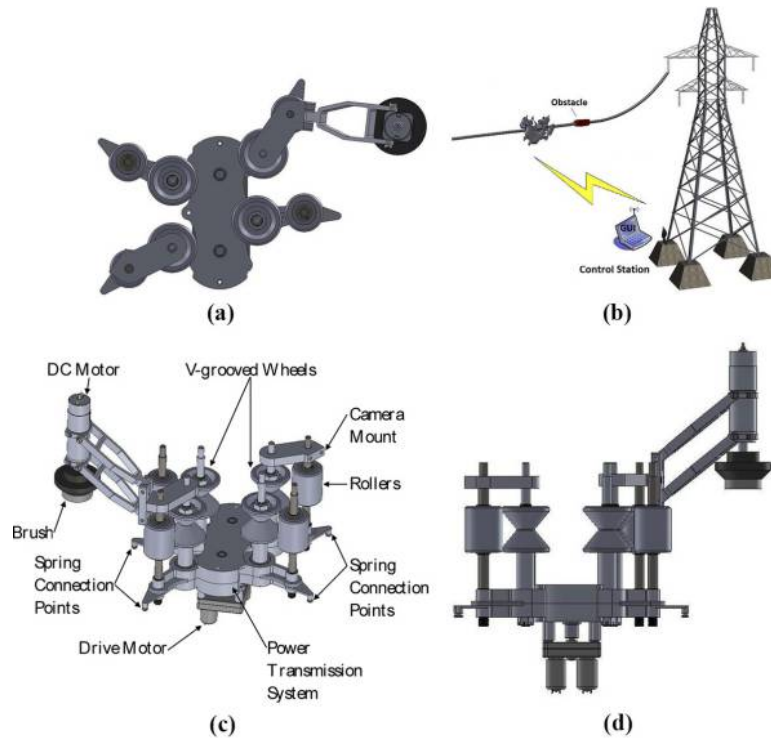 (a)
Obstacle
GUI
Control Station
(b)
DC Motor
V-grooved Wheels
Camera
Mount
Rollers
Brush
Spring
Connection
Points
Spring
Connection
Points
Drive Motor
Power
Transmission
System
(c)
(d)